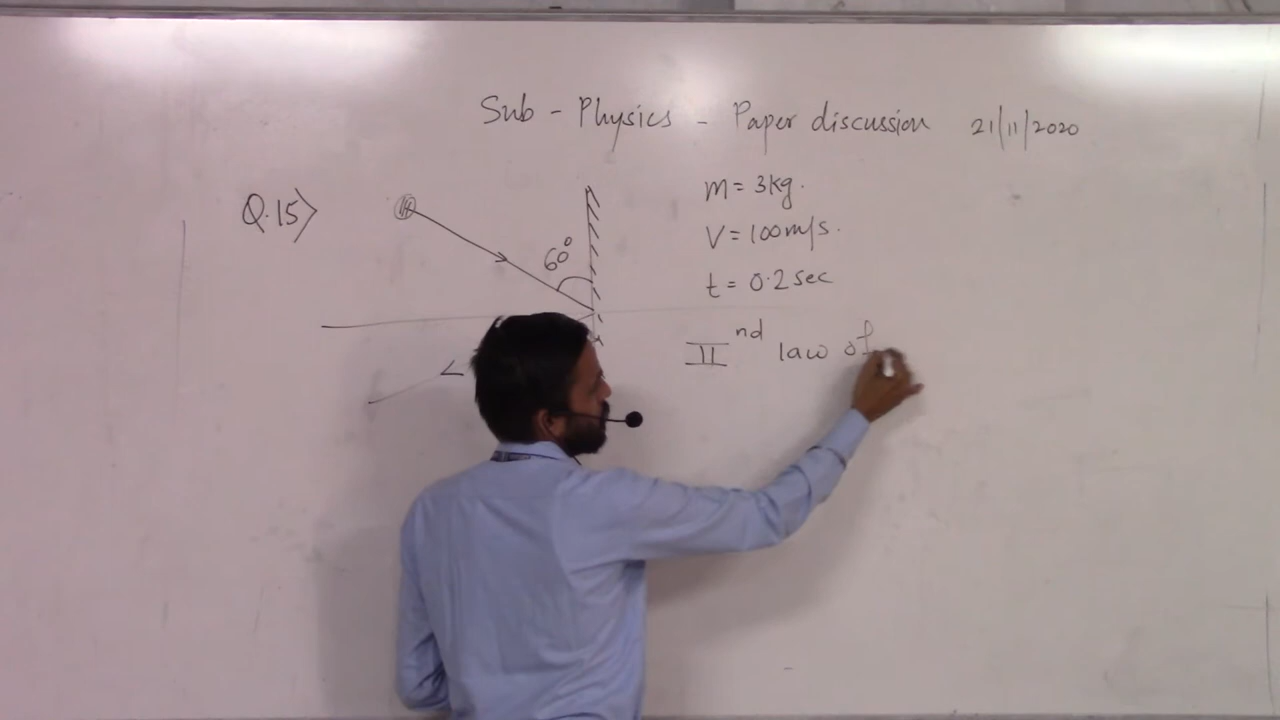 Sub - Physics - Paper discussion 21/11/2020
Q.15>
60°
m = 3kg.
V = 100m/s.
t = 0.2 sec
II nd law of